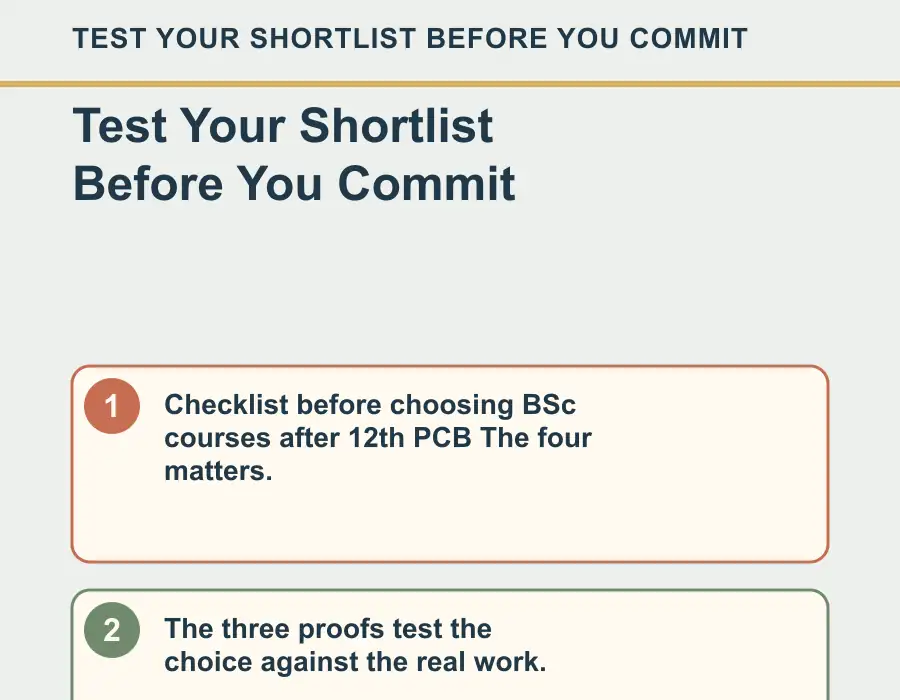 TEST YOUR SHORTLIST BEFORE YOU COMMIT
Test Your Shortlist
Before You Commit
1
Checklist before choosing BSc
courses after 12th PCB The four
matters.
2
The three proofs test the
choice against the real work.